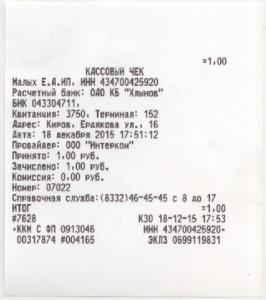 =1,00
КАССОВЫЙ ЧЕК
Малых Е.А.ИП, ИНН 434700425920
Расчетный банк: ОАО КБ "Хлынов"
БИК 043304711,
Квитанция: 3750, Терминал: 152
Адрес: Киров, Ердякова ул., 16
Дата: 18 декабря 2015 17:51:12
Провайдер: ООО "Интерком"
Принято: 1,00 руб.
Зачислено: 1,00 руб.
Комиссия: 0,00 руб.
Номер: 07022
Справочная служба:(8332)46-45-45 с 8 до 17
ИТОГ =1,00
#7628 К30 18-12-15 17:53
*ККМ С ФП 0913046 ИНН 434700425920*
00317874 #004165 ЭКЛЗ 0699119831